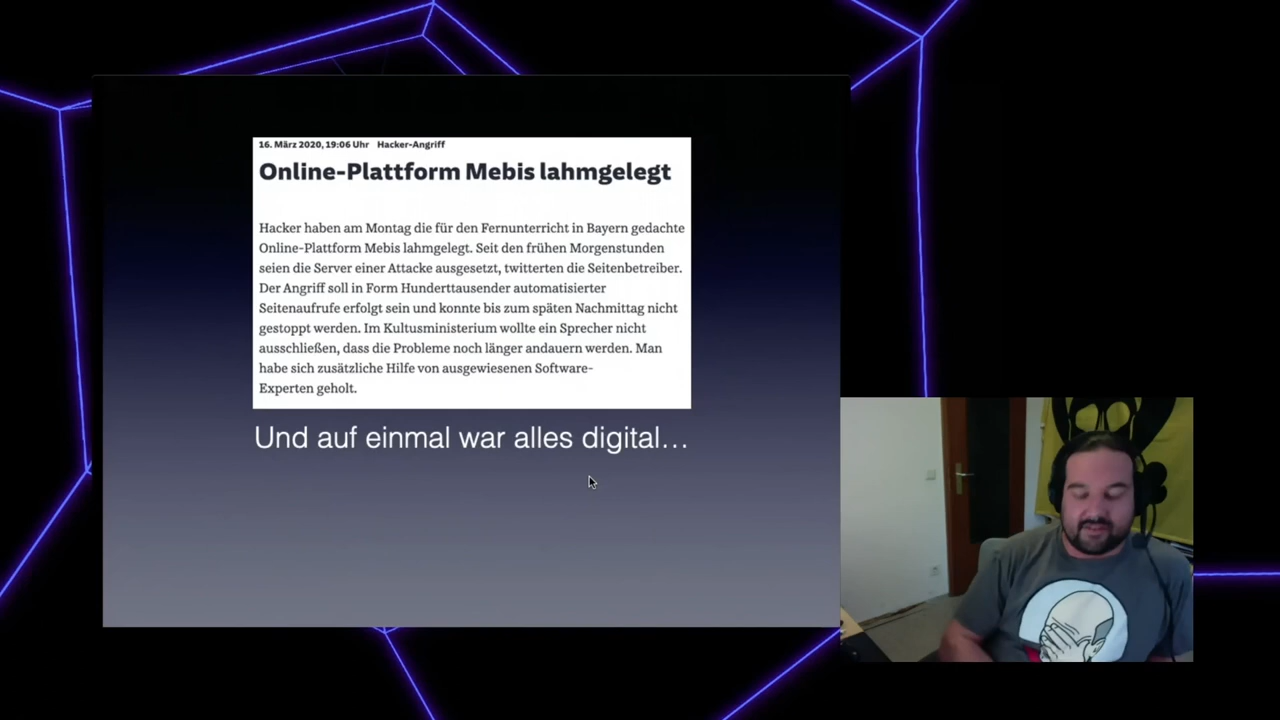 16. März 2020, 19:06 Uhr Hacker-Angriff
Online-Plattform Mebis lahmgelegt
Hacker haben am Montag die für den Fernunterricht in Bayern gedachte
Online-Plattform Mebis lahmgelegt. Seit den frühen Morgenstunden
seien die Server einer Attacke ausgesetzt, twitterten die Seitenbetreiber.
Der Angriff soll in Form Hunderttausender automatisierter
Seitenaufrufe erfolgt sein und konnte bis zum späten Nachmittag nicht
gestoppt werden. Im Kultusministerium wollte ein Sprecher nicht
ausschließen, dass die Probleme noch länger andauern werden. Man
habe sich zusätzliche Hilfe von ausgewiesenen Software-
Experten geholt.
Und auf einmal war alles digital…